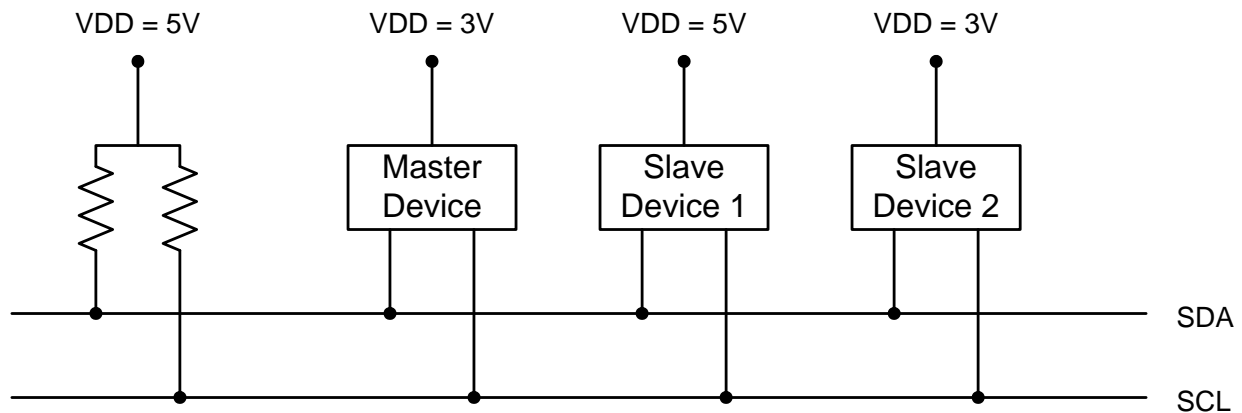 VDD = 5V
VDD = 3V
VDD = 5V
VDD = 3V
Master
Device
Slave
Device 1
Slave
Device 2
SDA
SCL